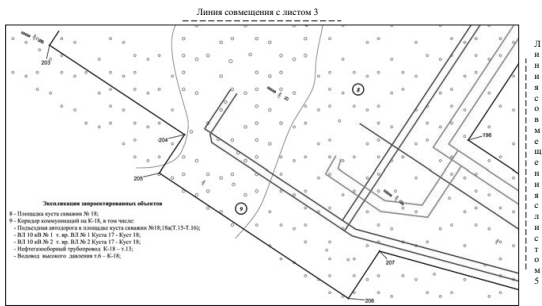 Линия совмещения с листом 3
203
8
204
198
205
9
Экспликация запроектированных объектов
8 - Площадка куста скважин № 18;
9 - Коридор коммуникаций на К-18, в том числе:
- Подъездная автодорога к площадке куста скважин №18,18а(Т.15-Т.16);
- ВЛ 10 кВ № 1 т. вр. ВЛ № 1 Куста 17 - Куст 18;
- ВЛ 10 кВ № 2 т. вр. ВЛ № 2 Куста 17 - Куст 18;
- Нефтегазосборный трубопровод К-18 – т.13;
- Водовод высокого давления т.6 – К-18;
207
206
Линия совмещения с листом 5